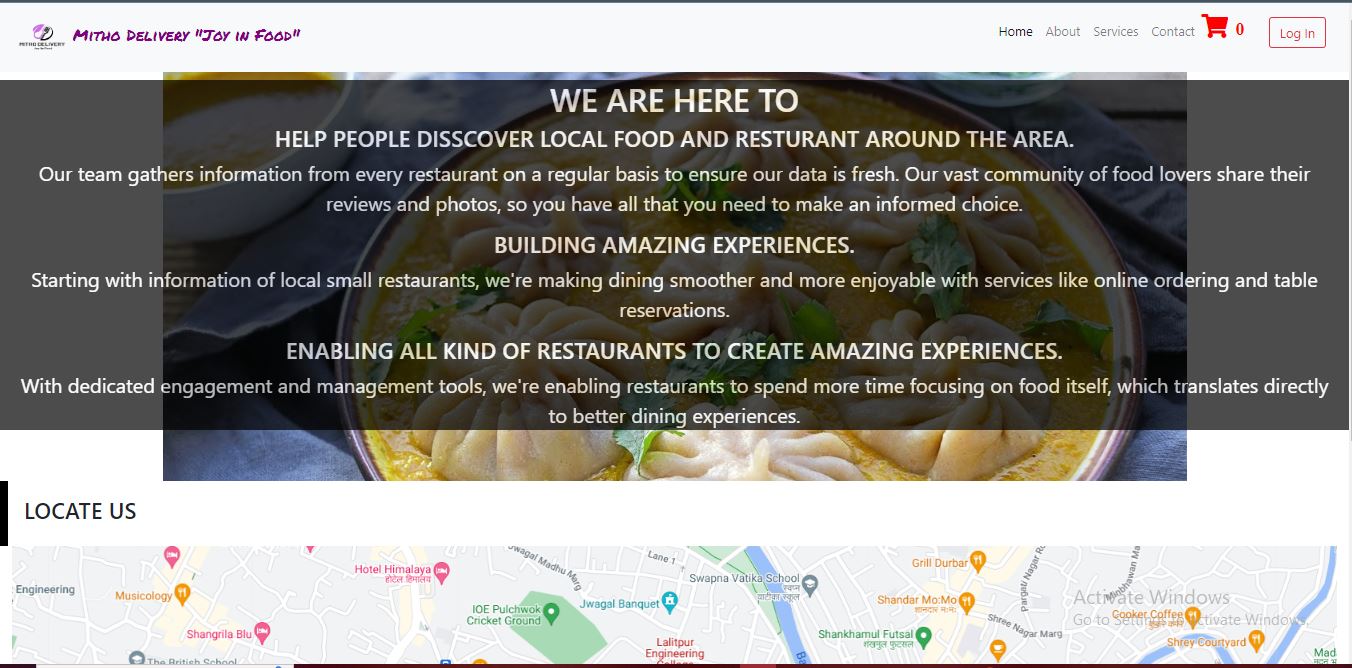 MITHO DELIVERY
Mitho Delivery "Joy in Food"
Home About Services Contact 0 Log In
WE ARE HERE TO
HELP PEOPLE DISSCOVER LOCAL FOOD AND RESTURANT AROUND THE AREA.
Our team gathers information from every restaurant on a regular basis to ensure our data is fresh. Our vast community of food lovers share their
reviews and photos, so you have all that you need to make an informed choice.
BUILDING AMAZING EXPERIENCES.
Starting with information of local small restaurants, we're making dining smoother and more enjoyable with services like online ordering and table
reservations.
ENABLING ALL KIND OF RESTAURANTS TO CREATE AMAZING EXPERIENCES.
With dedicated engagement and management tools, we're enabling restaurants to spend more time focusing on food itself, which translates directly
to better dining experiences.
LOCATE US
Engineering
Musicology
Shangrila Blu
The British School
Hotel Himalaya
होटेल हिमालय
IOE Pulchwok
Cricket Ground
Jwagal Banquet
Jwagal Madhu Marg
Lane 1
Swapna Vatika School
स्वप्न
वाटीका स्कूल
Lalitpur
Engineering
College
Grill Durbar
Shandar Mo:Mo
शानदार मःमः
Shankhamul Futsal
शंखमुल फुटसल
Pargati Nagar
Shree Nagar Marg
Cooker Coffee
Shrey Courtyard
Mad
Activate Windows
Go to Settings to activate Windows.